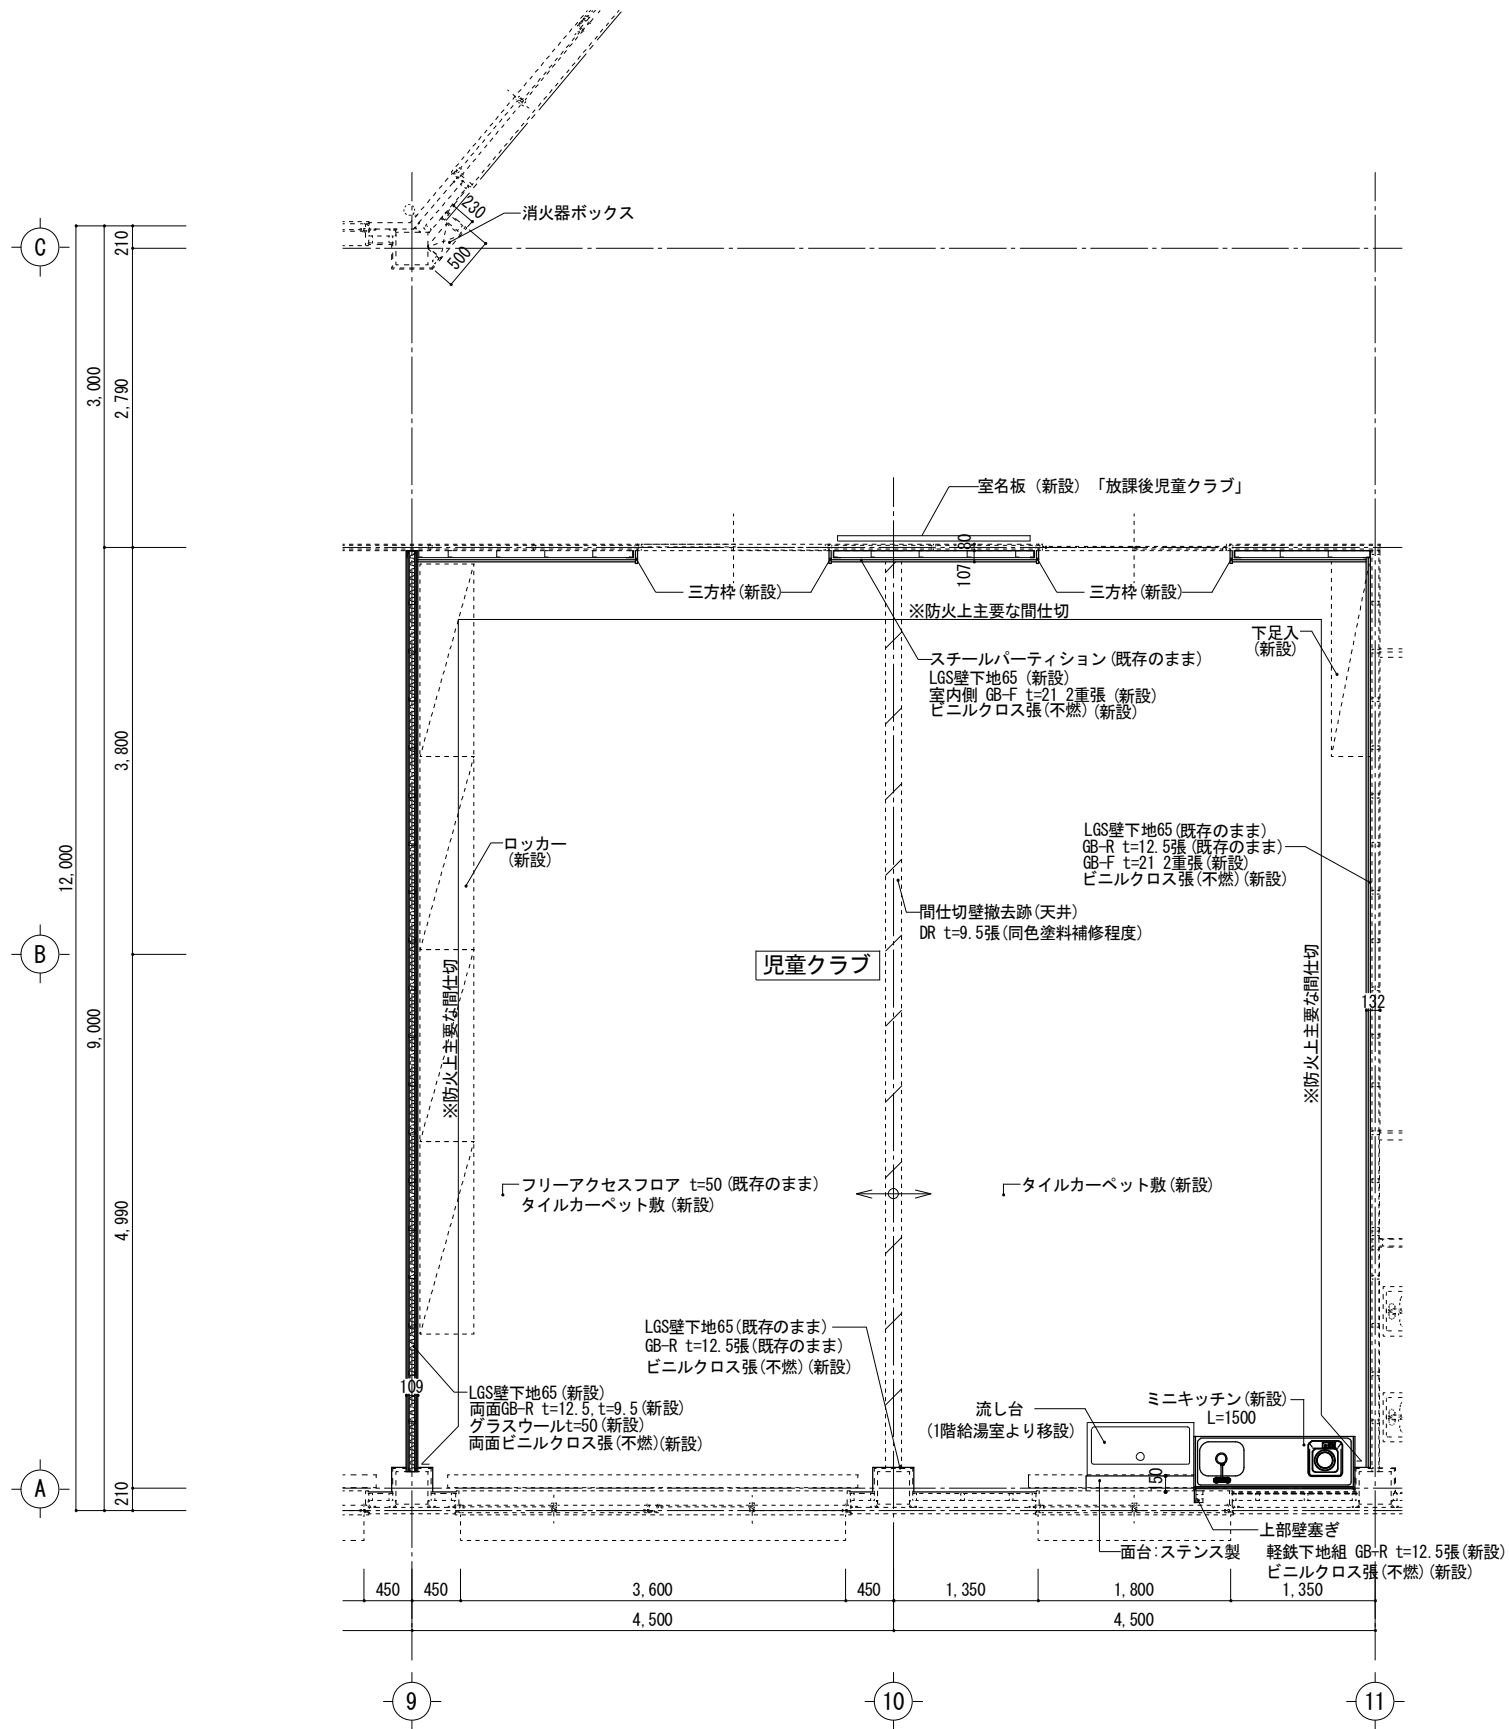 230
消火器ボックス
500
C
210
3,000
2,790
室名板（新設）「放課後児童クラブ」
80
107
三方枠(新設)
三方枠(新設)
※防火上主要な間仕切
下足入
(新設)
スチールパーティション(既存のまま)
LGS壁下地65(新設)
室内側 GB-F t=21 2重張(新設)
ビニルクロス張(不燃)(新設)
3,800
12,000
ロッカー
(新設)
LGS壁下地65(既存のまま)
GB-R t=12.5張(既存のまま)
GB-F t=21 2重張(新設)
ビニルクロス張(不燃)(新設)
間仕切壁撤去跡(天井)
DR t=9.5張(同色塗料補修程度)
B
児童クラブ
※防火上主要な間仕切
※防火上主要な間仕切
132
9,000
フリーアクセスフロア t=50(既存のまま)
タイルカーペット敷(新設)
タイルカーペット敷(新設)
4,990
LGS壁下地65(既存のまま)
GB-R t=12.5張(既存のまま)
ビニルクロス張(不燃)(新設)
109
LGS壁下地65(新設)
両面GB-R t=12.5,t=9.5(新設)
グラスウールt=50(新設)
両面ビニルクロス張(不燃)(新設)
流し台
(1階給湯室より移設)
ミニキッチン(新設)
L=1500
150
A
210
上部壁塞ぎ
軽鉄下地組 GB-R t=12.5張(新設)
ビニルクロス張(不燃)(新設)
面台:ステンス製
450
450
3,600
450
1,350
1,800
1,350
4,500
4,500
9
10
11